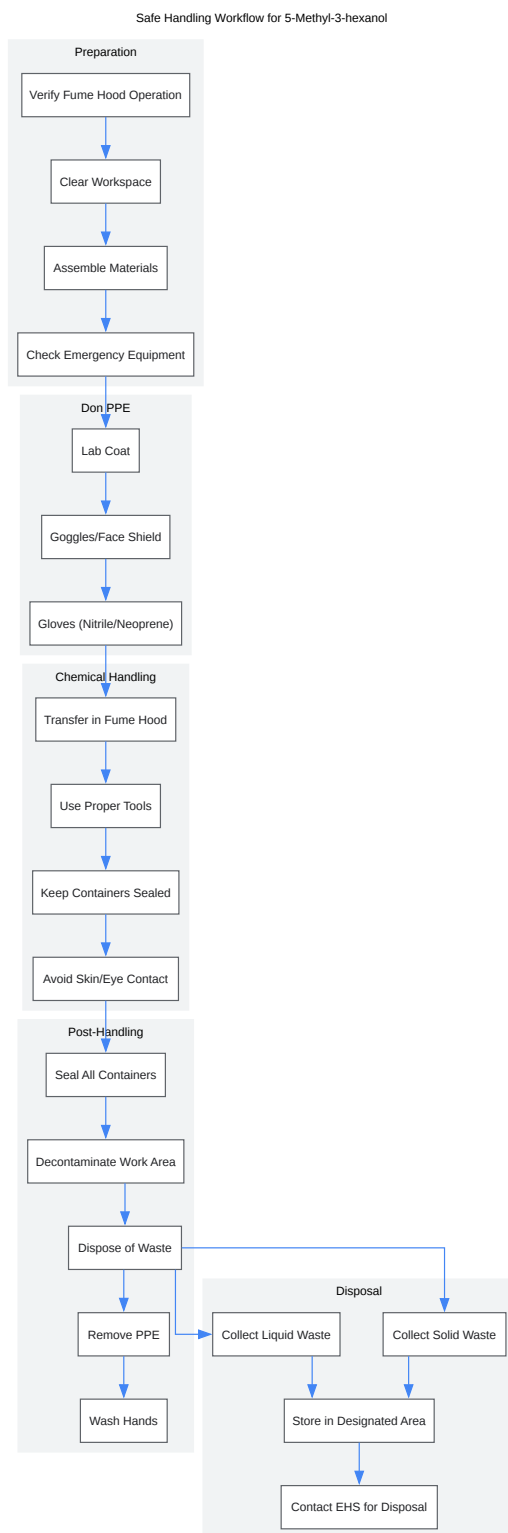 Safe Handling Workflow for 5-Methyl-3-hexanol
Preparation
Verify Fume Hood Operation
Clear Workspace
Assemble Materials
Check Emergency Equipment
Don PPE
Lab Coat
Goggles/Face Shield
Gloves (Nitrile/Neoprene)
Chemical Handling
Transfer in Fume Hood
Use Proper Tools
Keep Containers Sealed
Avoid Skin/Eye Contact
Post-Handling
Seal All Containers
Decontaminate Work Area
Dispose of Waste
Remove PPE
Wash Hands
Disposal
Collect Liquid Waste
Collect Solid Waste
Store in Designated Area
Contact EHS for Disposal